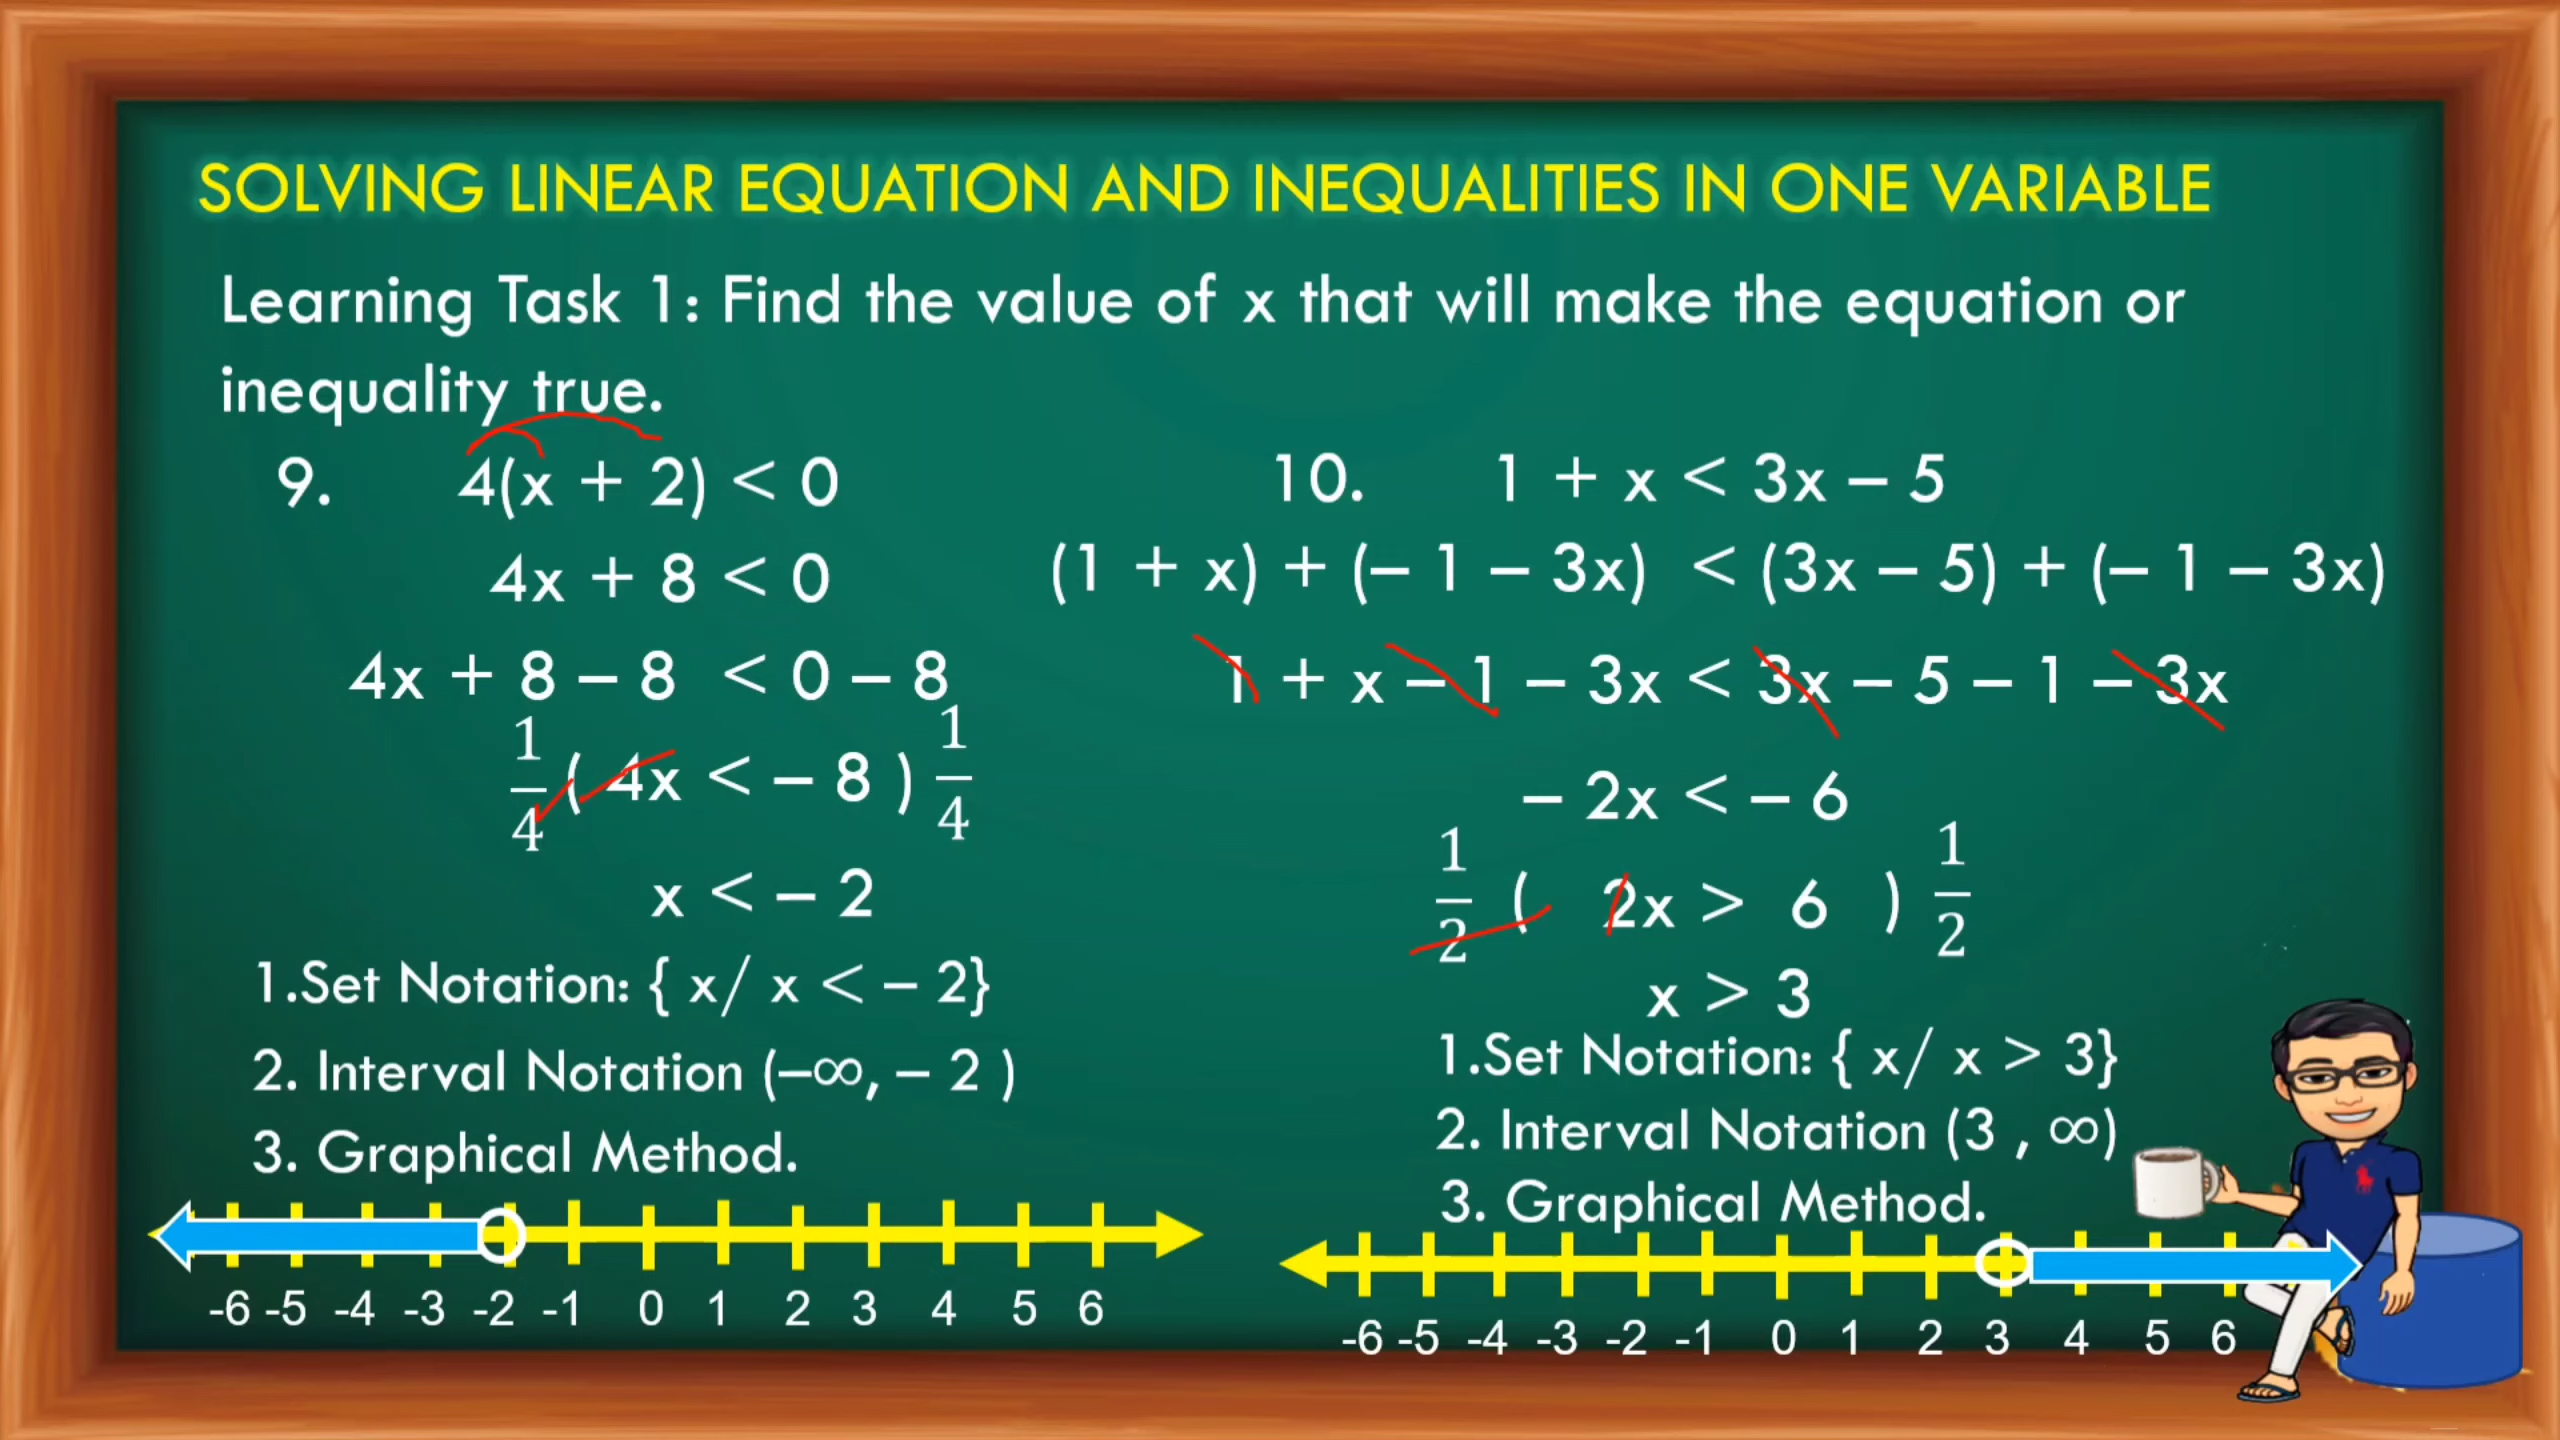 SOLVING LINEAR EQUATION AND INEQUALITIES IN ONE VARIABLE
Learning Task 1: Find the value of x that will make the equation or
inequality true.
9. 4(x + 2) < 0
4x + 8 < 0
4x + 8 – 8 < 0 – 8
1/4 ( 4x < – 8 ) 1/4
x < – 2
1.Set Notation: { x/ x < – 2}
2. Interval Notation (–∞, – 2 )
3. Graphical Method.
-6 -5 -4 -3 -2 -1 0 1 2 3 4 5 6
10. 1 + x < 3x – 5
(1 + x) + (– 1 – 3x) < (3x – 5) + (– 1 – 3x)
1 + x – 1 – 3x < 3x – 5 – 1 – 3x
– 2x < – 6
1/2 ( 2x > 6 ) 1/2
x > 3
1.Set Notation: { x/ x > 3}
2. Interval Notation (3 , ∞)
3. Graphical Method.
-6 -5 -4 -3 -2 -1 0 1 2 3 4 5 6